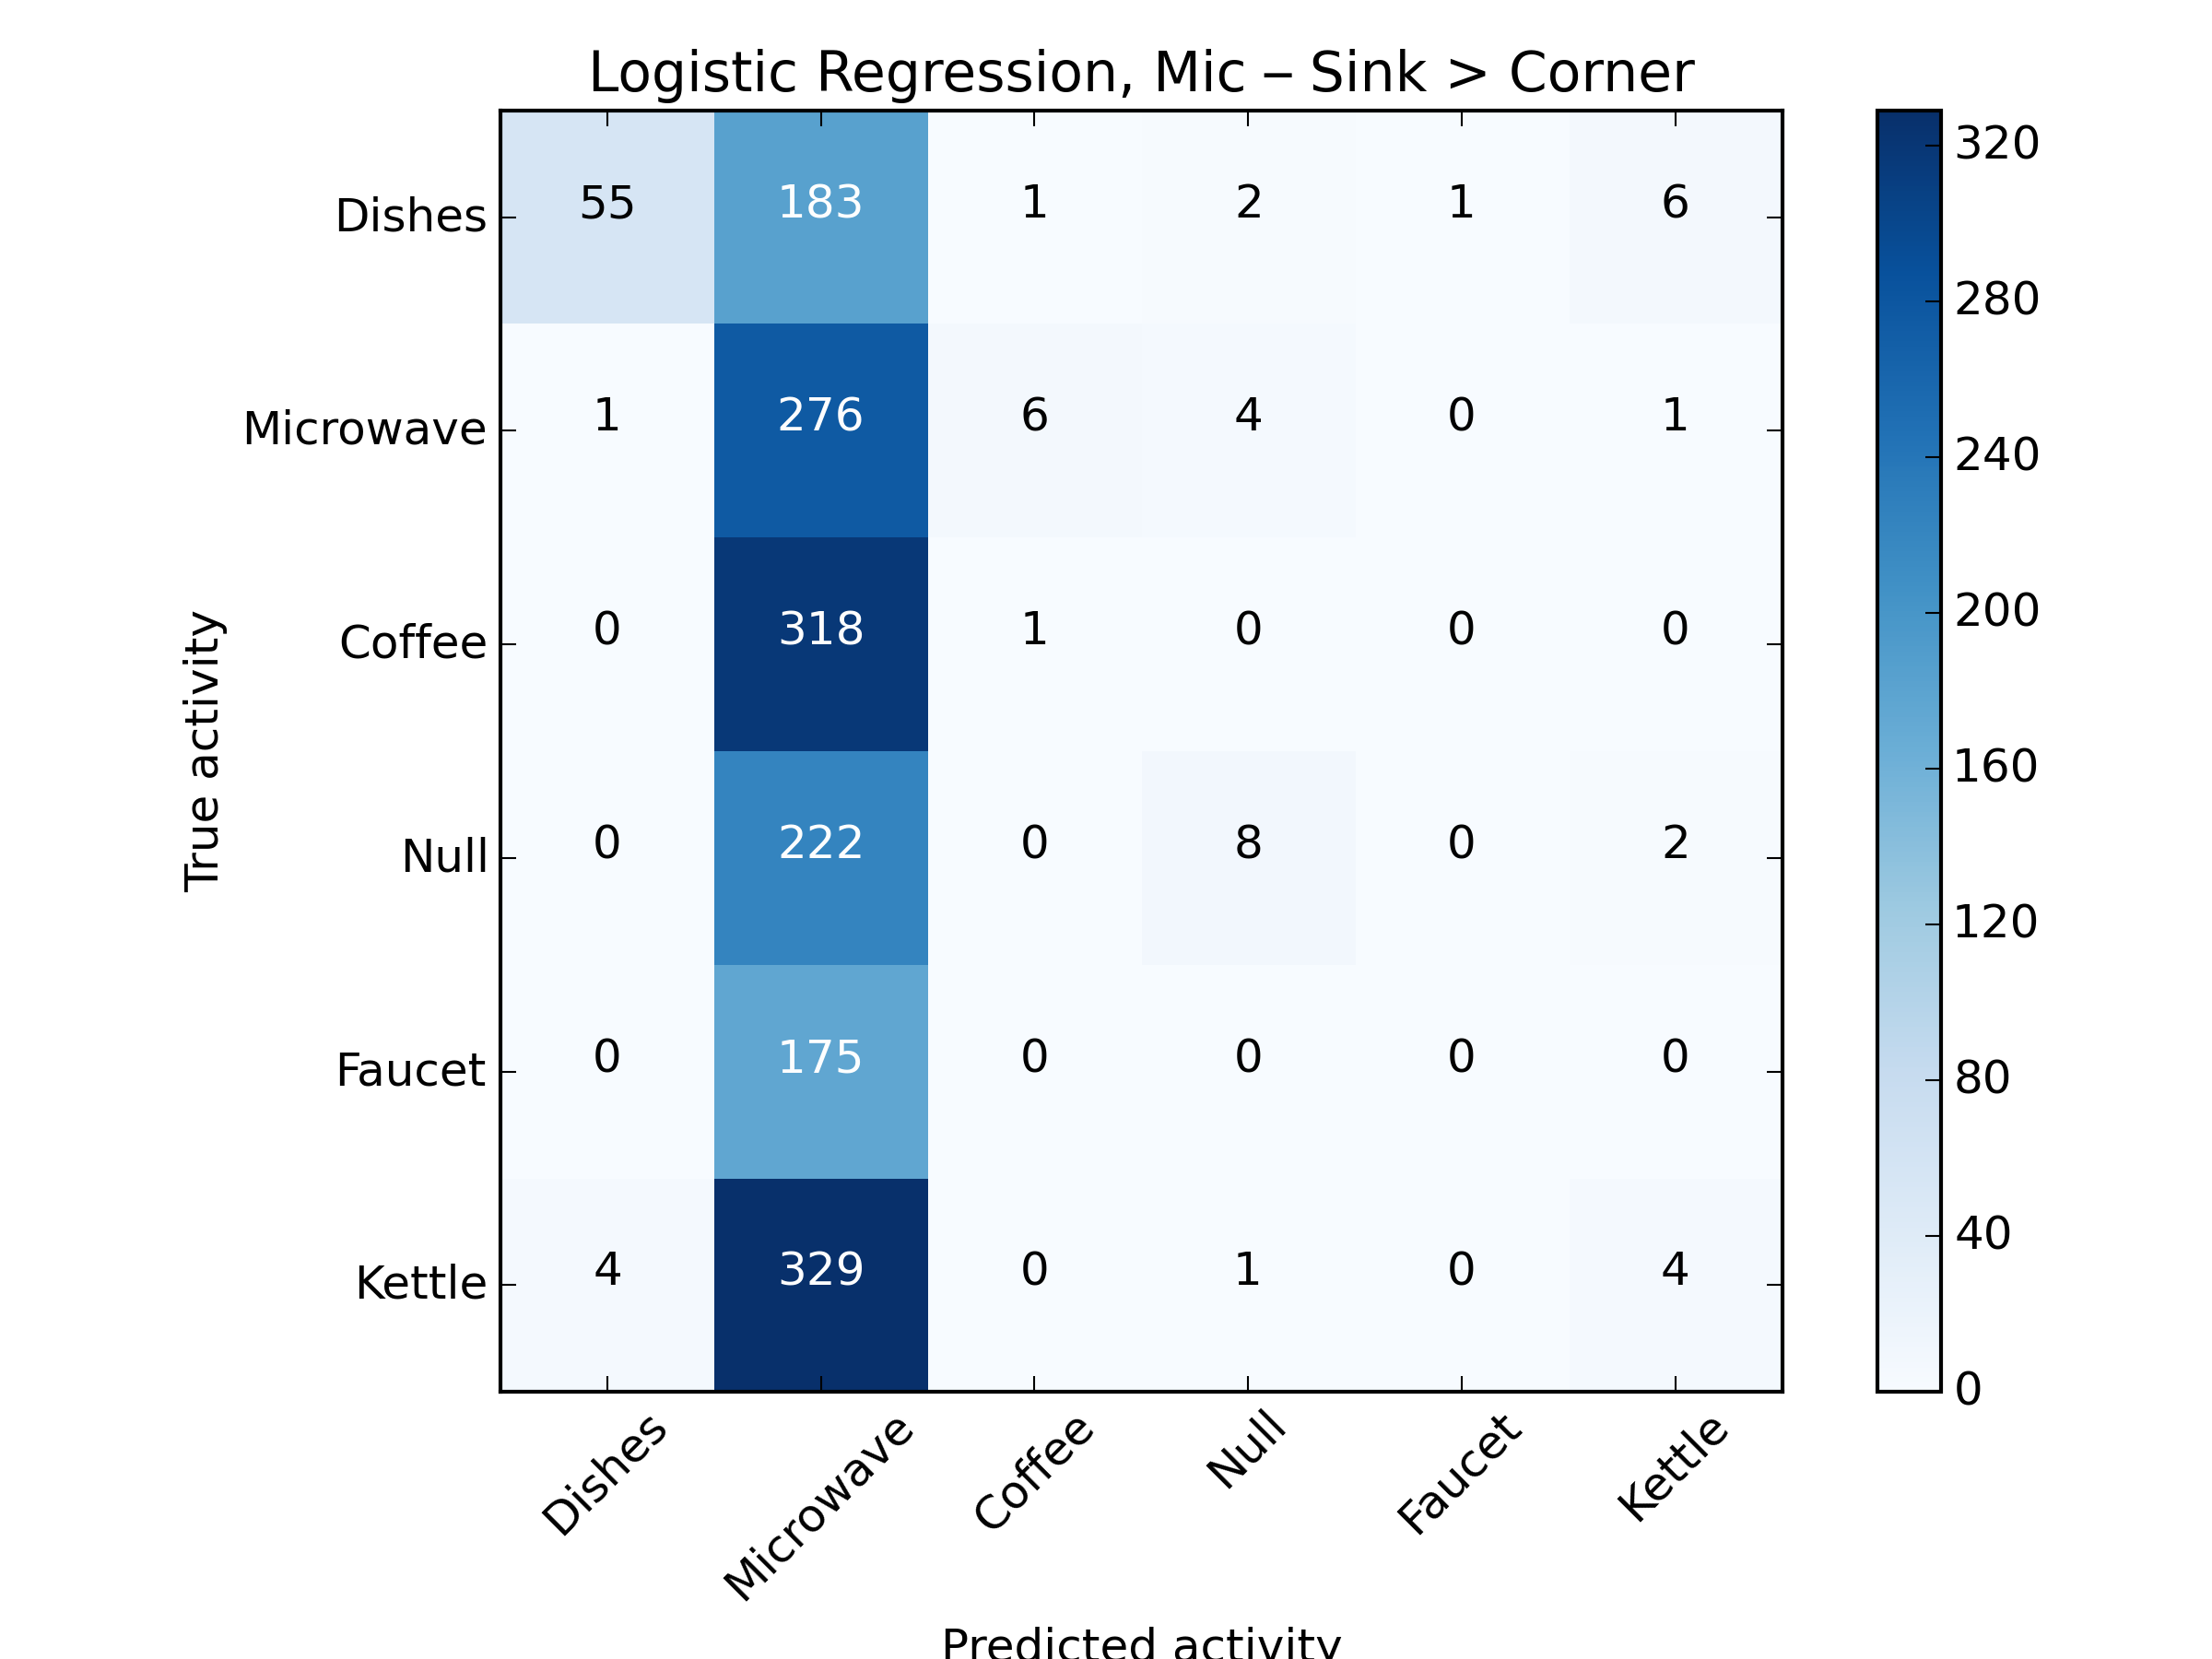 Logistic Regression, Mic – Sink > Corner
Dishes 55 183 1 2 1 6
Microwave 1 276 6 4 0 1
Coffee 0 318 1 0 0 0
Null 0 222 0 8 0 2
Faucet 0 175 0 0 0 0
Kettle 4 329 0 1 0 4
True activity
Dishes Microwave Coffee Null Faucet Kettle
Predicted activity
320
280
240
200
160
120
80
40
0